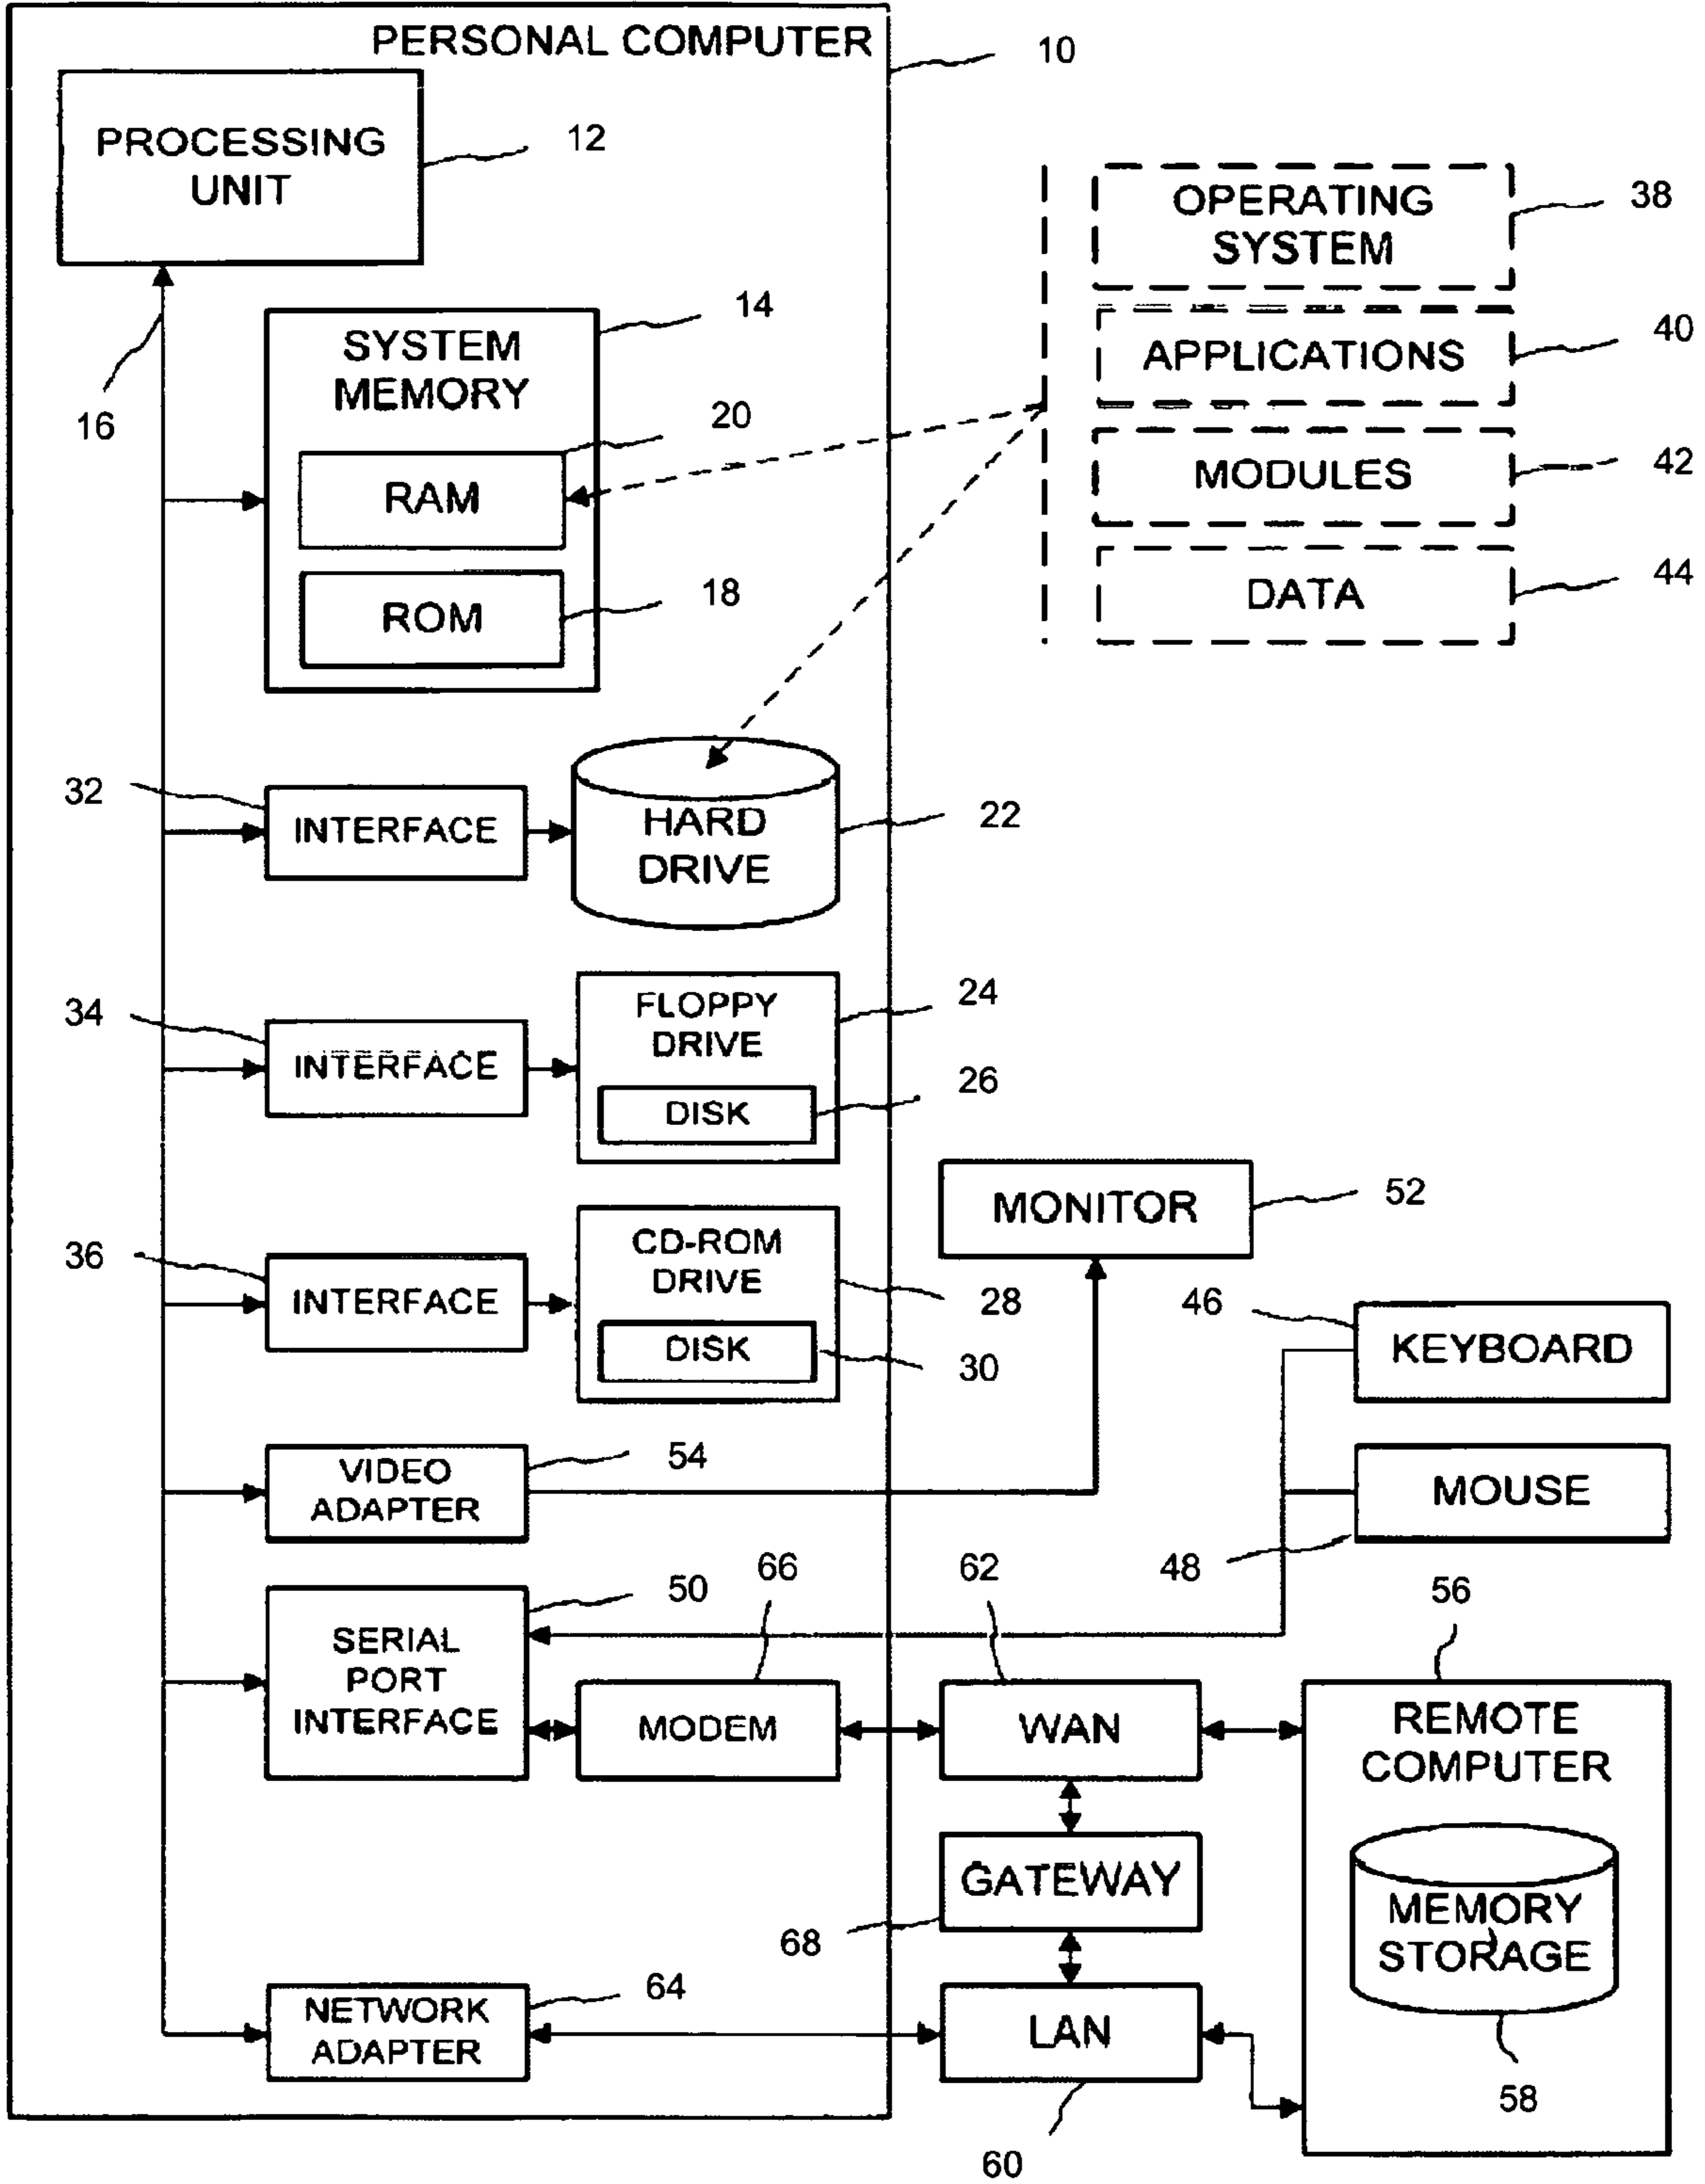 PERSONAL COMPUTER
10
PROCESSING
UNIT
12
16
SYSTEM
MEMORY
14
RAM
20
ROM
18
OPERATING
SYSTEM
38
APPLICATIONS
40
MODULES
42
DATA
44
32
INTERFACE
HARD
DRIVE
22
34
INTERFACE
FLOPPY
DRIVE
24
DISK
26
36
INTERFACE
CD-ROM
DRIVE
28
DISK
30
MONITOR
52
46
KEYBOARD
MOUSE
48
VIDEO
ADAPTER
54
SERIAL
PORT
INTERFACE
50
MODEM
66
WAN
62
REMOTE
COMPUTER
56
MEMORY
STORAGE
58
GATEWAY
68
NETWORK
ADAPTER
64
LAN
60